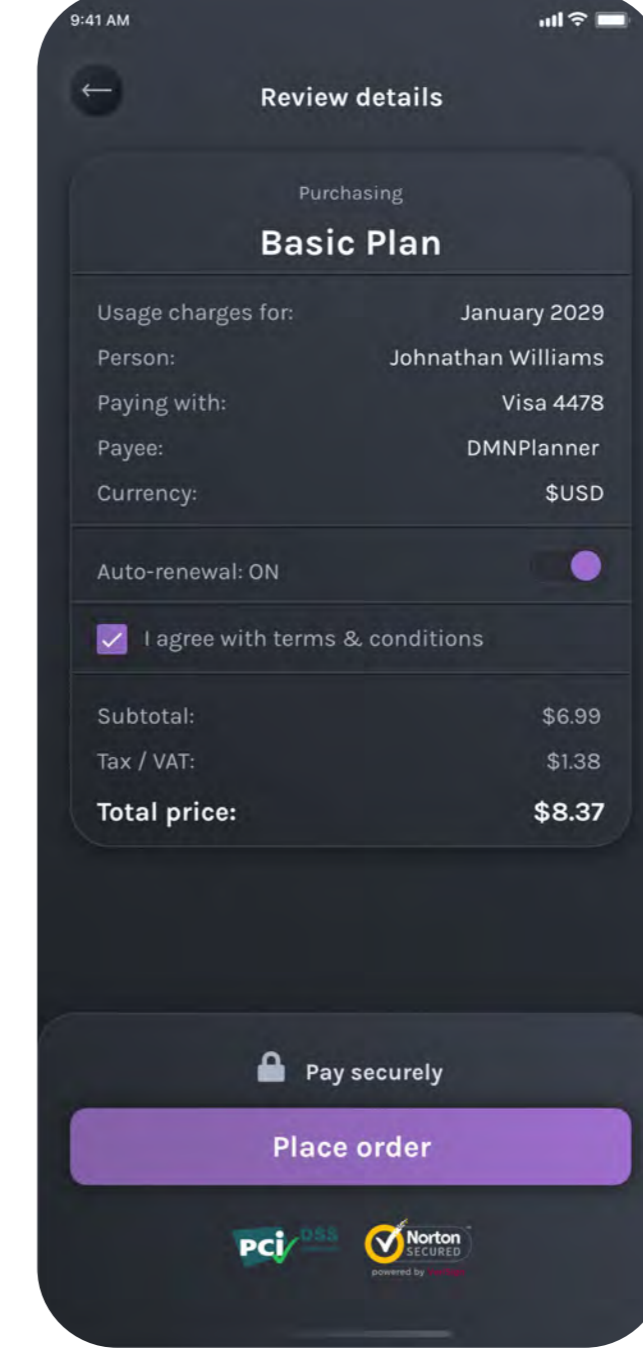 9:41 AM
Review details
Purchasing
Basic Plan
Usage charges for: January 2029
Person: Johnathan Williams
Paying with: Visa 4478
Payee: DMNPlanner
Currency: $USD
Auto-renewal: ON
I agree with terms & conditions
Subtotal: $6.99
Tax / VAT: $1.38
Total price: $8.37
Pay securely
Place order
PCi DSS
Norton
SECURED
powered by